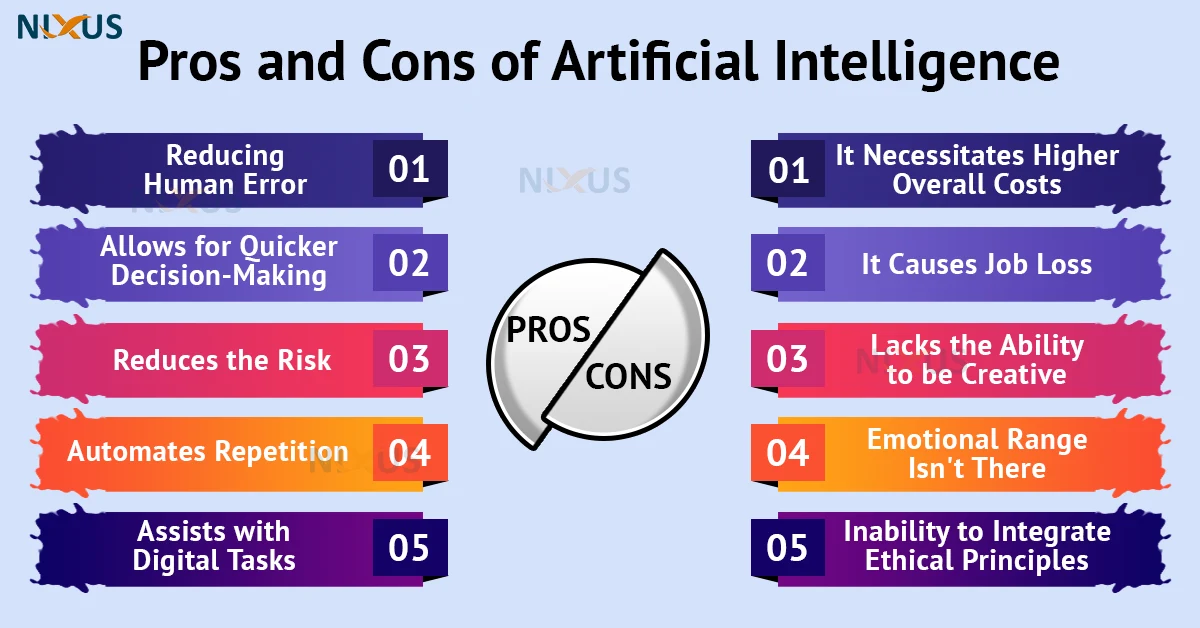 NIXUS
Pros and Cons of Artificial Intelligence
Reducing
Human Error
01
Allows for Quicker
Decision-Making
02
Reduces the Risk
03
Automates Repetition
04
Assists with
Digital Tasks
05
NIXUS
PROS
CONS
01
It Necessitates Higher
Overall Costs
02
It Causes Job Loss
03
Lacks the Ability
to be Creative
04
Emotional Range
Isn't There
05
Inability to Integrate
Ethical Principles
NIXUS
NIXUS
NIXUS